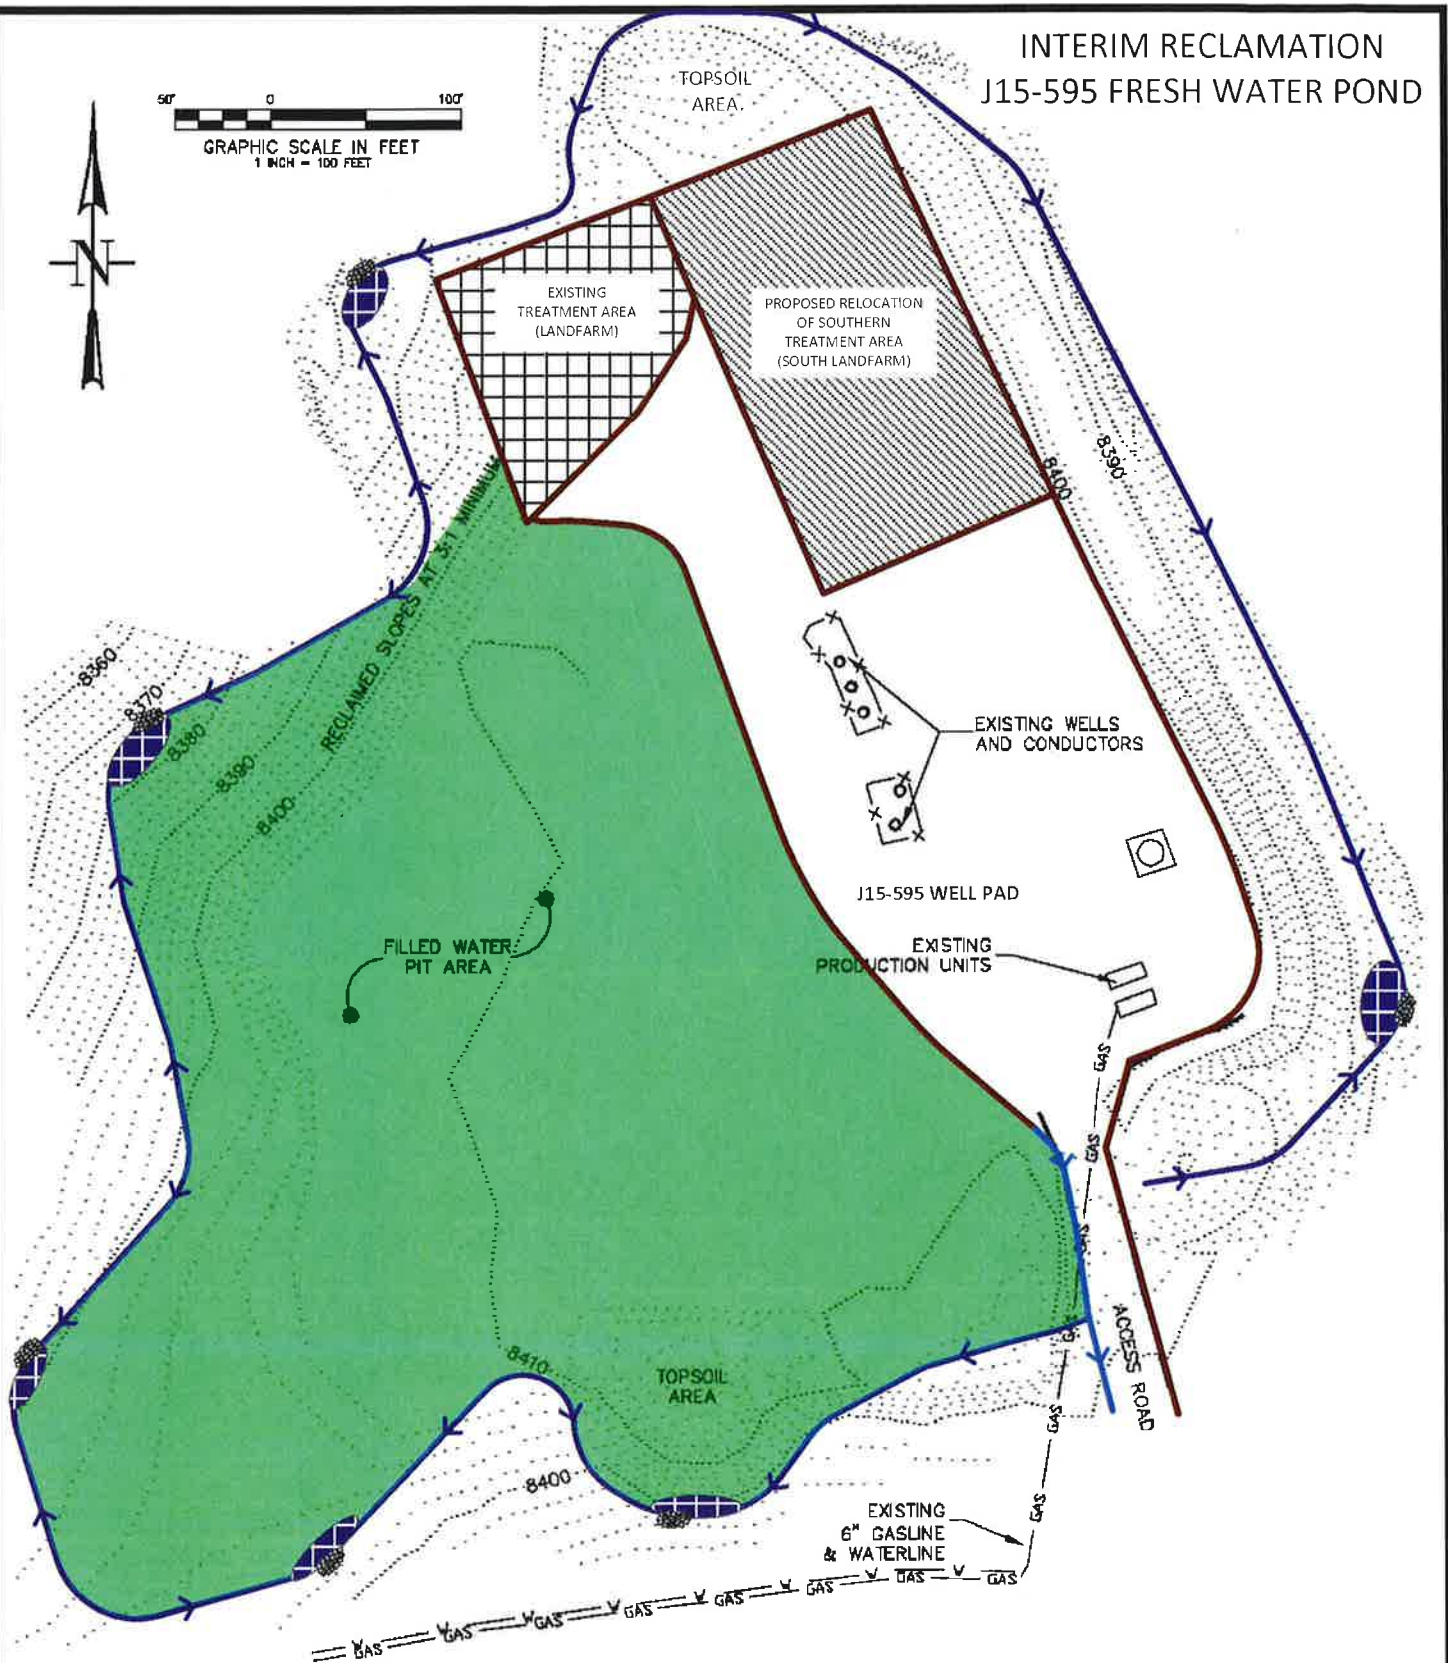 INTERIM RECLAMATION
J15-595 FRESH WATER POND
50'
0
100'
GRAPHIC SCALE IN FEET
1 INCH = 100 FEET
N
TOPSOIL
AREA.
EXISTING
TREATMENT AREA
(LANDFARM)
PROPOSED RELOCATION
OF SOUTHERN
TREATMENT AREA
(SOUTH LANDFARM)
8390
8400
RECLAIMED SLOPES AT 3:1 MINIMUM
8360
8370
8380
8390
8400
EXISTING WELLS
AND CONDUCTORS
J15-595 WELL PAD
EXISTING
PRODUCTION UNITS
FILLED WATER
PIT AREA
GAS
GAS
GAS
GAS
GAS
GAS
ACCESS ROAD
8410
TOPSOIL
AREA
8400
EXISTING
6" GASLINE
& WATERLINE
W GAS W GAS W GAS W GAS W GAS W GAS W GAS W GAS